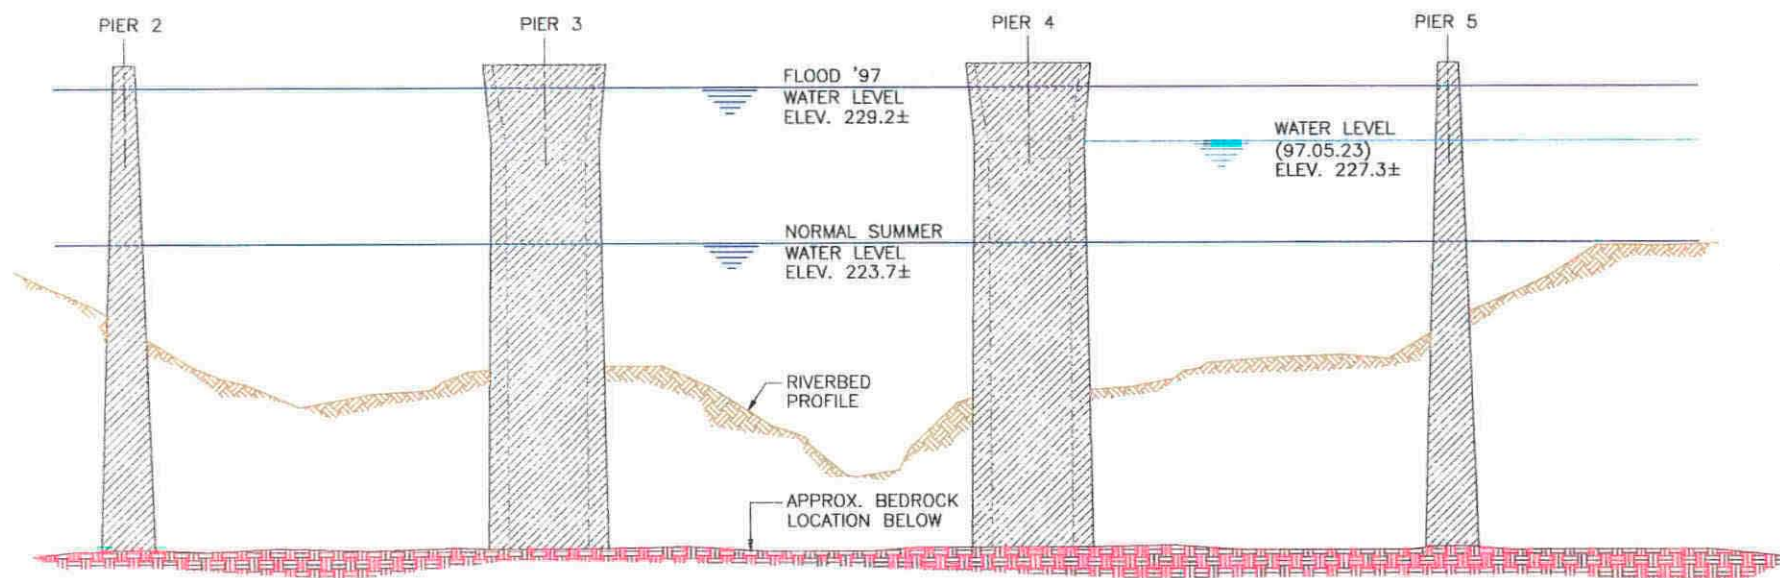 PIER 2
PIER 3
PIER 4
PIER 5
FLOOD '97
WATER LEVEL
ELEV. 229.2±
WATER LEVEL
(97.05.23)
ELEV. 227.3±
NORMAL SUMMER
WATER LEVEL
ELEV. 223.7±
RIVERBED
PROFILE
APPROX. BEDROCK
LOCATION BELOW